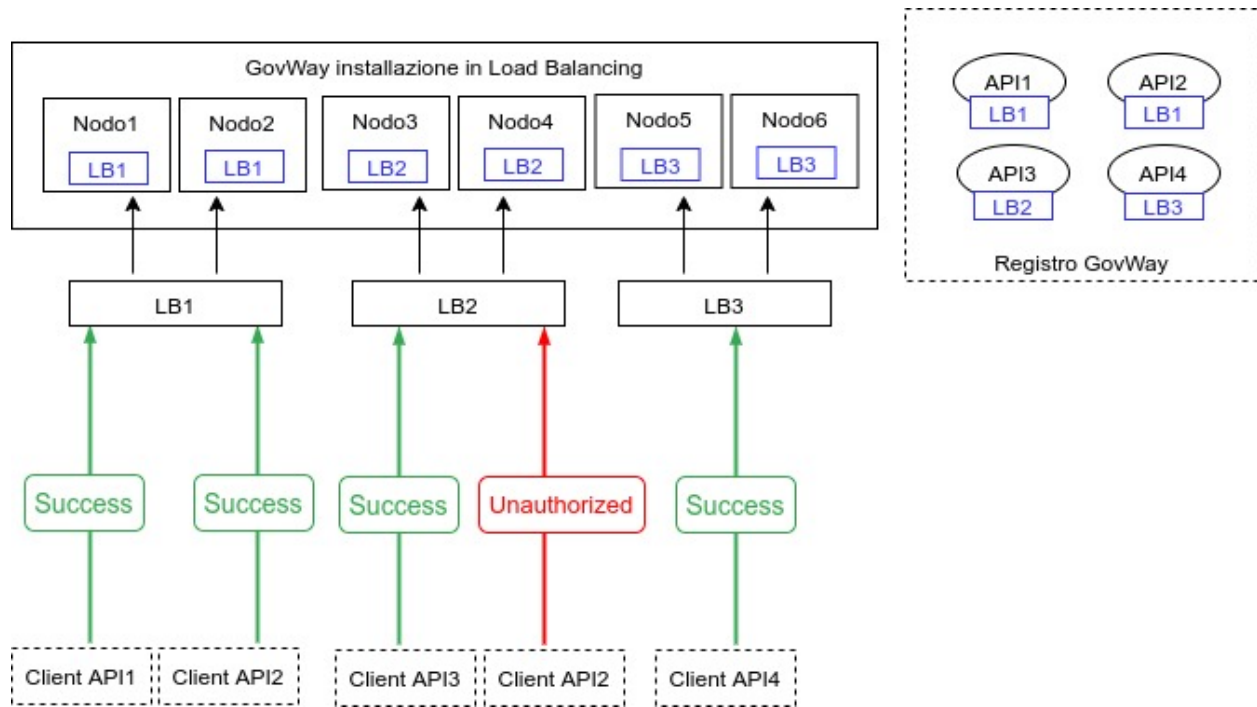 GovWay installazione in Load Balancing
Nodo1
LB1
Nodo2
LB1
Nodo3
LB2
Nodo4
LB2
Nodo5
LB3
Nodo6
LB3
API1
LB1
API2
LB1
API3
LB2
API4
LB3
Registro GovWay
LB1
LB2
LB3
Success
Success
Success
Unauthorized
Success
Client API1
Client API2
Client API3
Client API2
Client API4